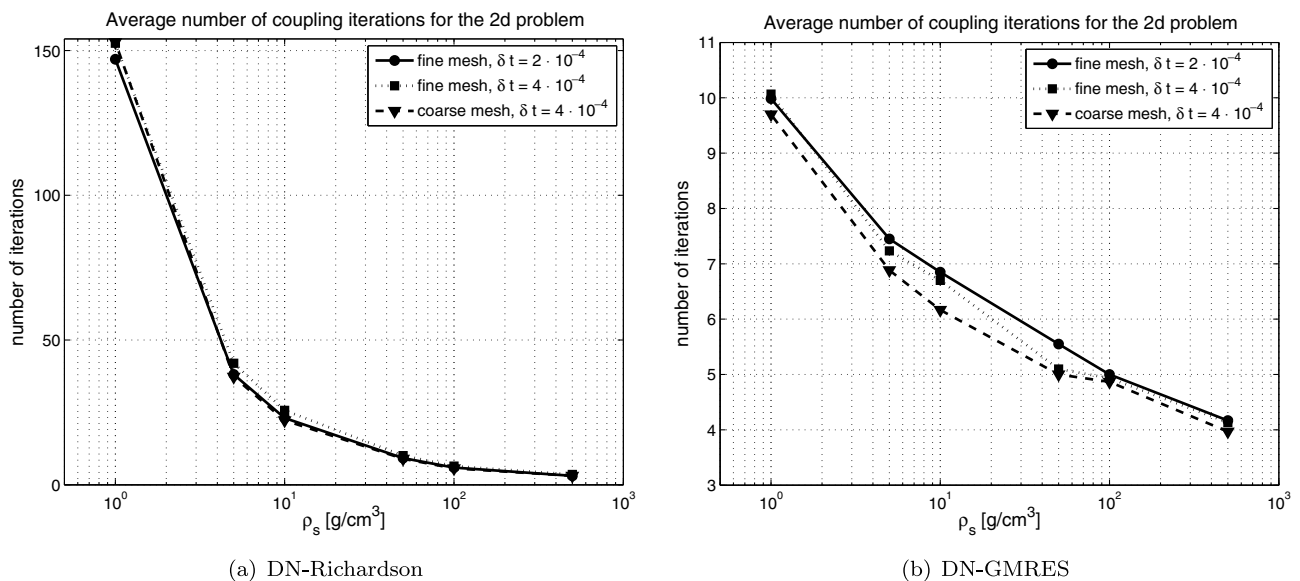 Average number of coupling iterations for the 2d problem
150
100
50
0
number of iterations
10⁰
10¹
10²
10³
ρₛ [g/cm³]
fine mesh, δ t = 2 · 10⁻⁴
fine mesh, δ t = 4 · 10⁻⁴
coarse mesh, δ t = 4 · 10⁻⁴
(a) DN-Richardson
Average number of coupling iterations for the 2d problem
11
10
9
8
7
6
5
4
3
number of iterations
10⁰
10¹
10²
10³
ρₛ [g/cm³]
fine mesh, δ t = 2 · 10⁻⁴
fine mesh, δ t = 4 · 10⁻⁴
coarse mesh, δ t = 4 · 10⁻⁴
(b) DN-GMRES